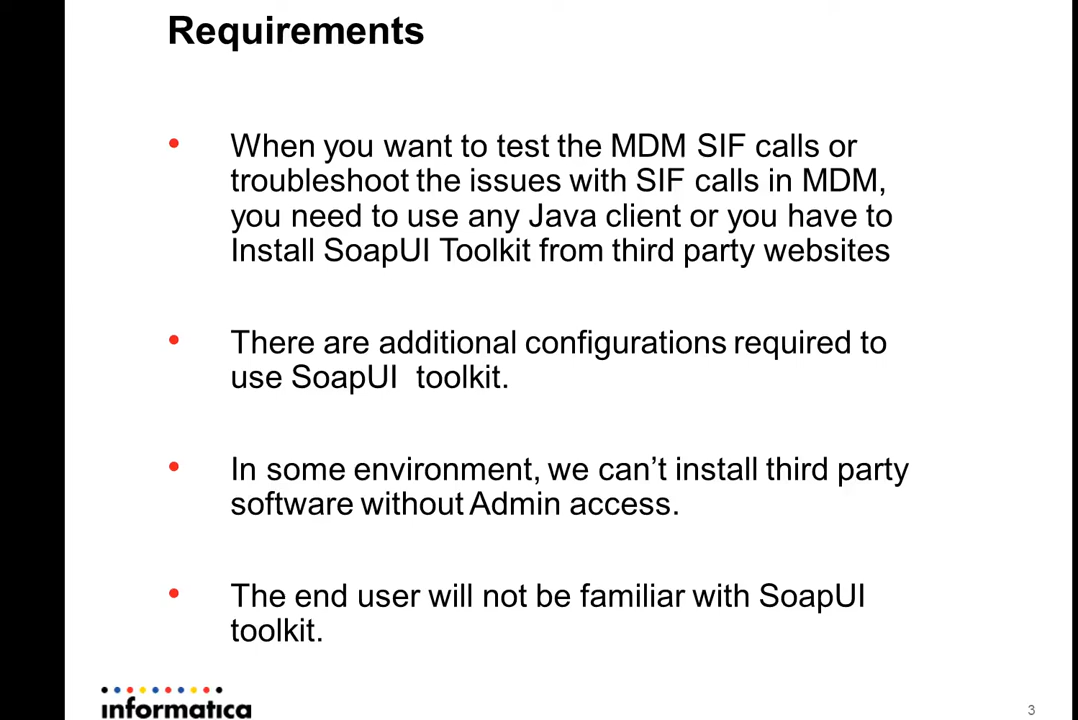 Requirements
• When you want to test the MDM SIF calls or
troubleshoot the issues with SIF calls in MDM,
you need to use any Java client or you have to
Install SoapUI Toolkit from third party websites
• There are additional configurations required to
use SoapUI  toolkit.
• In some environment, we can't install third party
software without Admin access.
• The end user will not be familiar with SoapUI
toolkit.
informatica
3